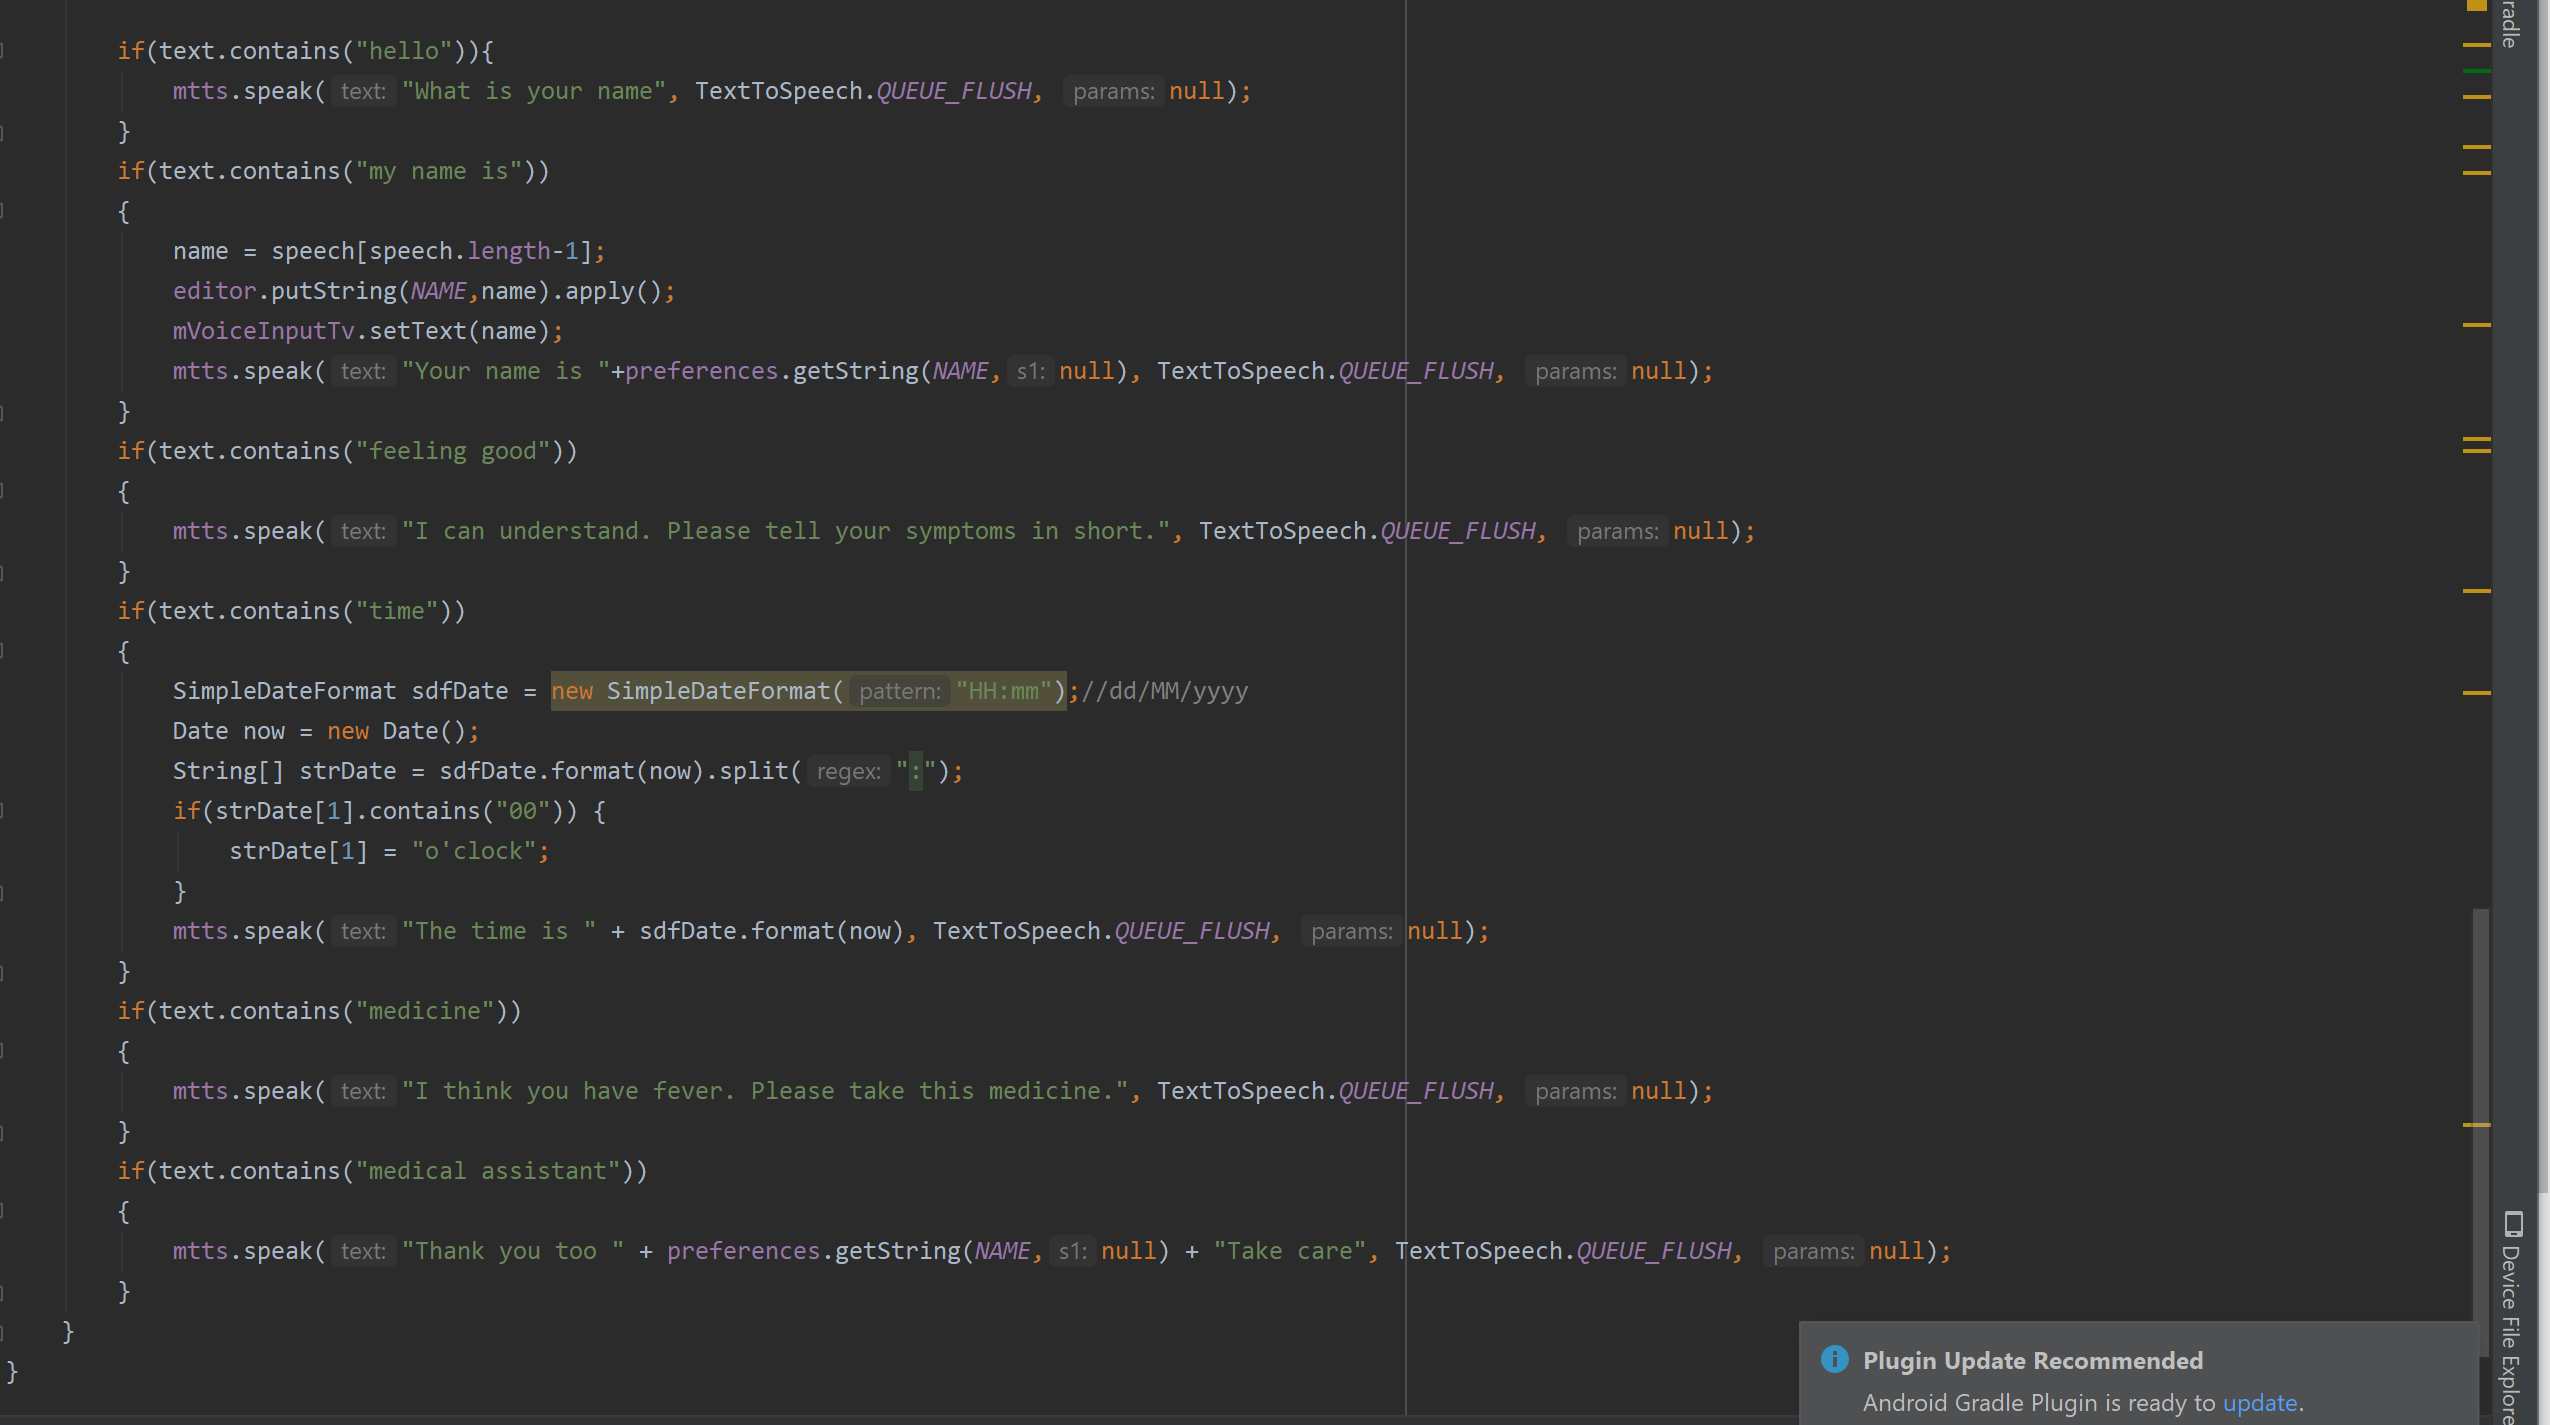 if(text.contains("hello")){
mtts.speak( text: "What is your name", TextToSpeech.QUEUE_FLUSH, params: null);
}
if(text.contains("my name is"))
{
name = speech[speech.length-1];
editor.putString(NAME,name).apply();
mVoiceInputTv.setText(name);
mtts.speak( text: "Your name is "+preferences.getString(NAME, s1: null), TextToSpeech.QUEUE_FLUSH, params: null);
}
if(text.contains("feeling good"))
{
mtts.speak( text: "I can understand. Please tell your symptoms in short.", TextToSpeech.QUEUE_FLUSH, params: null);
}
if(text.contains("time"))
{
SimpleDateFormat sdfDate = new SimpleDateFormat( pattern: "HH:mm");//dd/MM/yyyy
Date now = new Date();
String[] strDate = sdfDate.format(now).split( regex: ":");
if(strDate[1].contains("00")) {
strDate[1] = "o'clock";
}
mtts.speak( text: "The time is " + sdfDate.format(now), TextToSpeech.QUEUE_FLUSH, params: null);
}
if(text.contains("medicine"))
{
mtts.speak( text: "I think you have fever. Please take this medicine.", TextToSpeech.QUEUE_FLUSH, params: null);
}
if(text.contains("medical assistant"))
{
mtts.speak( text: "Thank you too " + preferences.getString(NAME, s1: null) + "Take care", TextToSpeech.QUEUE_FLUSH, params: null);
}
}
}
radle
Device File Explore
Plugin Update Recommended
Android Gradle Plugin is ready to update.